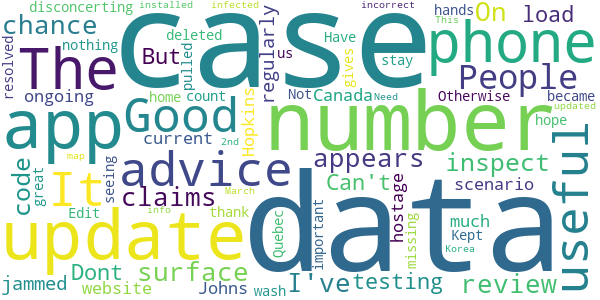 disconcerting installed infected incorrect
chance case On hands load phone
resolved nothing deleted pulled regularly Have us gives This
The But stay People updated
ongoing home count Hopkins Not Canada Otherwise became
app Good number Need hope
code current 2nd appears useful
great It seeing advice Can't hostage inspect
map claims March scenario
update Edit thank Quebec important missing much Kept Korea
Dont surface info data I've testing review
jammed website Johns wash